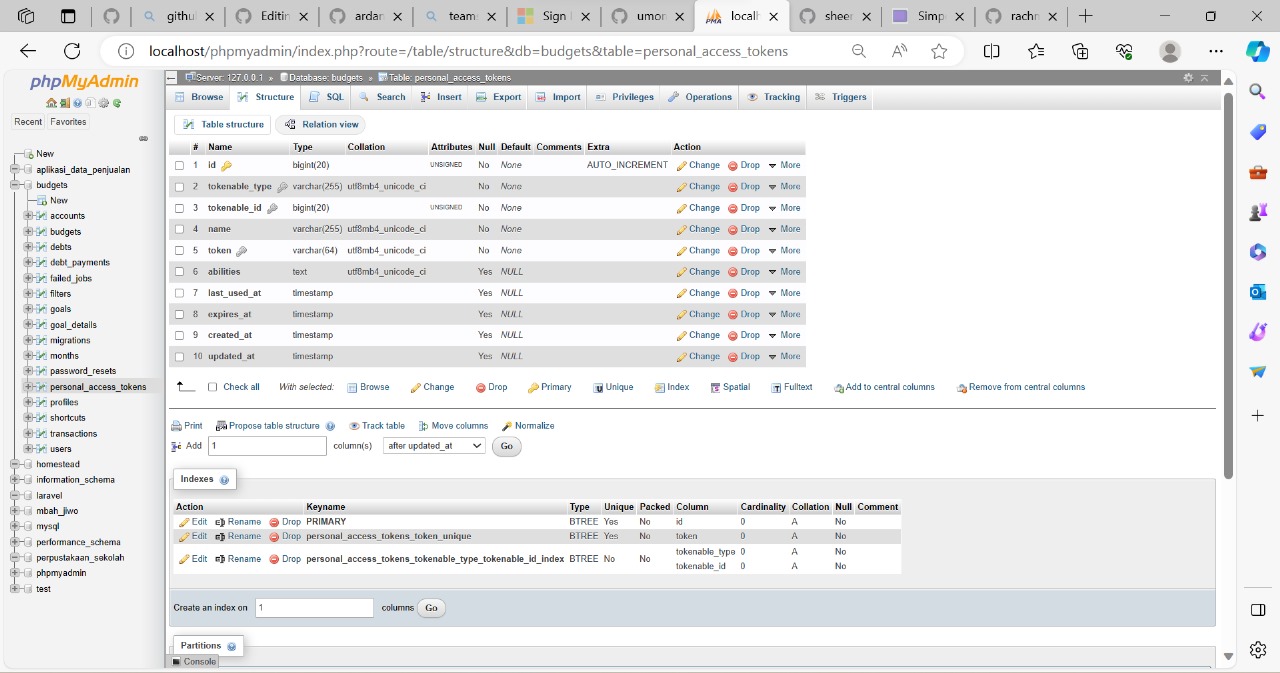 githu
Editin
ardan
team
Sign
umor
local
sheer
Simp
rachn
localhost/phpmyadmin/index.php?route=/table/structure&db=budgets&table=personal_access_tokens
phpMyAdmin
Recent Favorites
New
aplikasi_data_penjualan
budgets
New
accounts
budgets
debts
debt_payments
failed_jobs
filters
goals
goal_details
migrations
months
password_resets
personal_access_tokens
profiles
shortcuts
transactions
users
homestead
information_schema
laravel
mbah_jiwo
mysql
performance_schema
perpustakaan_sekolah
phpmyadmin
test
Server: 127.0.0.1 » Database: budgets » Table: personal_access_tokens
Browse Structure SQL Search Insert Export Import Privileges Operations Tracking Triggers
Table structure Relation view
# Name Type Collation Attributes Null Default Comments Extra Action
1 id bigint(20) UNSIGNED No None AUTO_INCREMENT Change Drop More
2 tokenable_type varchar(255) utf8mb4_unicode_ci No None Change Drop More
3 tokenable_id bigint(20) UNSIGNED No None Change Drop More
4 name varchar(255) utf8mb4_unicode_ci No None Change Drop More
5 token varchar(64) utf8mb4_unicode_ci No None Change Drop More
6 abilities text utf8mb4_unicode_ci Yes NULL Change Drop More
7 last_used_at timestamp Yes NULL Change Drop More
8 expires_at timestamp Yes NULL Change Drop More
9 created_at timestamp Yes NULL Change Drop More
10 updated_at timestamp Yes NULL Change Drop More
Check all With selected: Browse Change Drop Primary Unique Index Spatial Fulltext Add to central columns Remove from central columns
Print Propose table structure Track table Move columns Normalize
Add 1 column(s) after updated_at Go
Indexes
Action Keyname Type Unique Packed Column Cardinality Collation Null Comment
Edit Rename Drop PRIMARY BTREE Yes No id 0 A No
Edit Rename Drop personal_access_tokens_token_unique BTREE Yes No token 0 A No
Edit Rename Drop personal_access_tokens_tokenable_type_tokenable_id_index BTREE No No tokenable_type 0 A No
tokenable_id 0 A No
Create an index on 1 columns Go
Partitions
Console